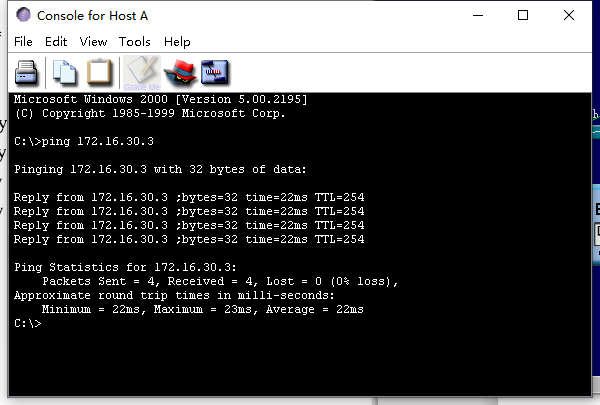 Console for Host A
File Edit View Tools Help
Microsoft Windows 2000 [Version 5.00.2195]
(C) Copyright 1985-1999 Microsoft Corp.
C:\>ping 172.16.30.3
Pinging 172.16.30.3 with 32 bytes of data:
Reply from 172.16.30.3 ;bytes=32 time=22ms TTL=254
Reply from 172.16.30.3 ;bytes=32 time=22ms TTL=254
Reply from 172.16.30.3 ;bytes=32 time=22ms TTL=254
Reply from 172.16.30.3 ;bytes=32 time=22ms TTL=254
Ping Statistics for 172.16.30.3:
Packets Sent = 4, Received = 4, Lost = 0 (0% loss),
Approximate round trip times in milli-seconds:
Minimum = 22ms, Maximum = 23ms, Average = 22ms
C:\>